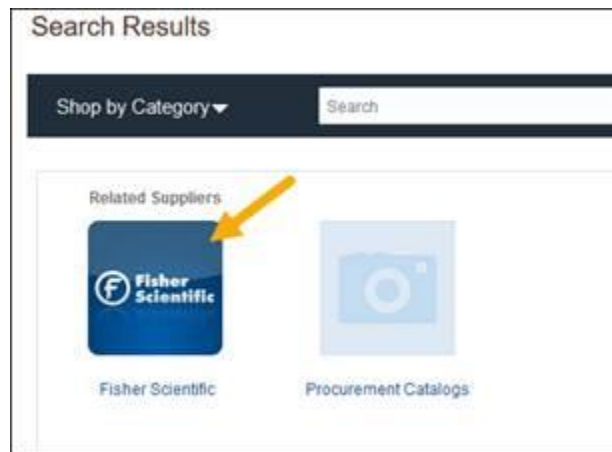 Search Results
Shop by Category
Search
Related Suppliers
Fisher
Scientific
Fisher Scientific
Procurement Catalogs